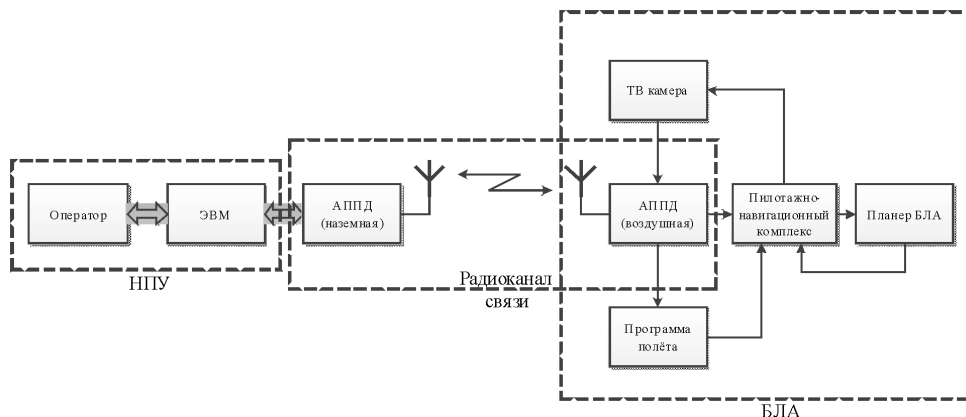 ТВ камера
Оператор
ЭВМ
АППД
(наземная)
АППД
(воздушная)
Пилотажно-
навигационный
комплекс
Планер БЛА
НПУ
Радиоканал
связи
Программа
полёта
БЛА